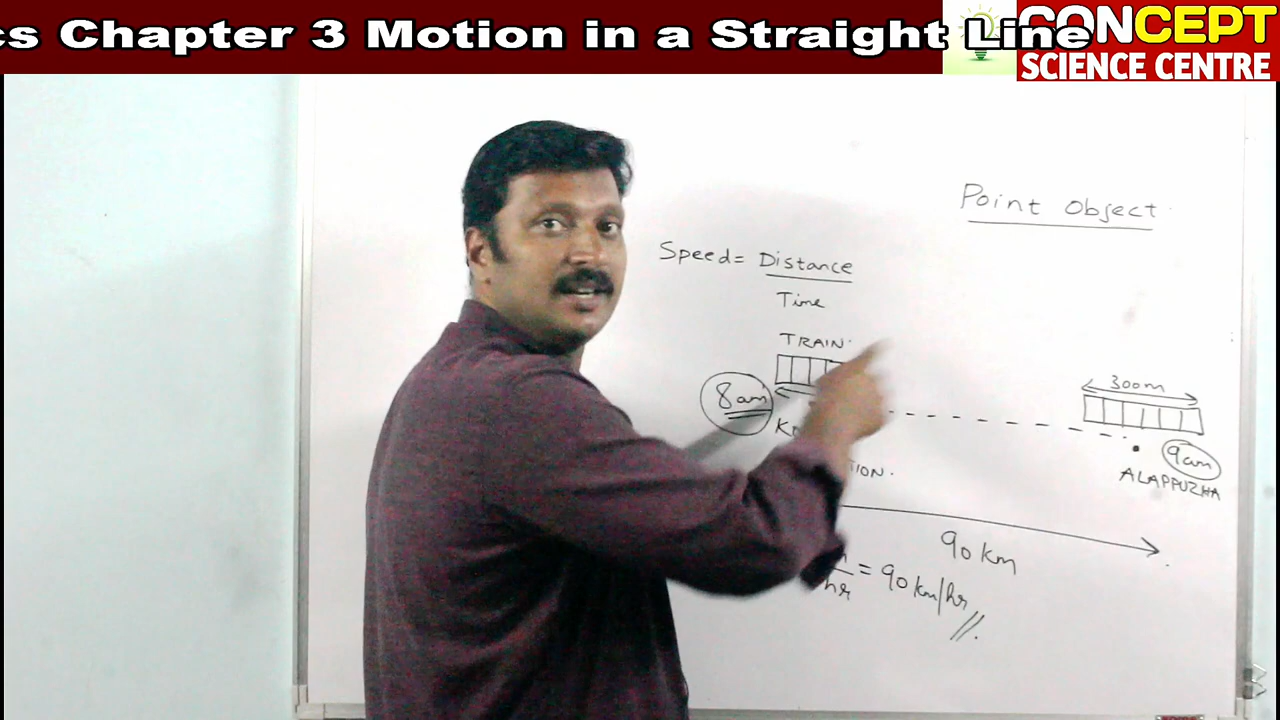 cs Chapter 3 Motion in a Straight Line
CONCEPT
SCIENCE CENTRE
Point Object
Speed = Distance
Time
TRAIN
300m
8am
9am
ALAPPUZHA
90 km
hr = 90 km/hr